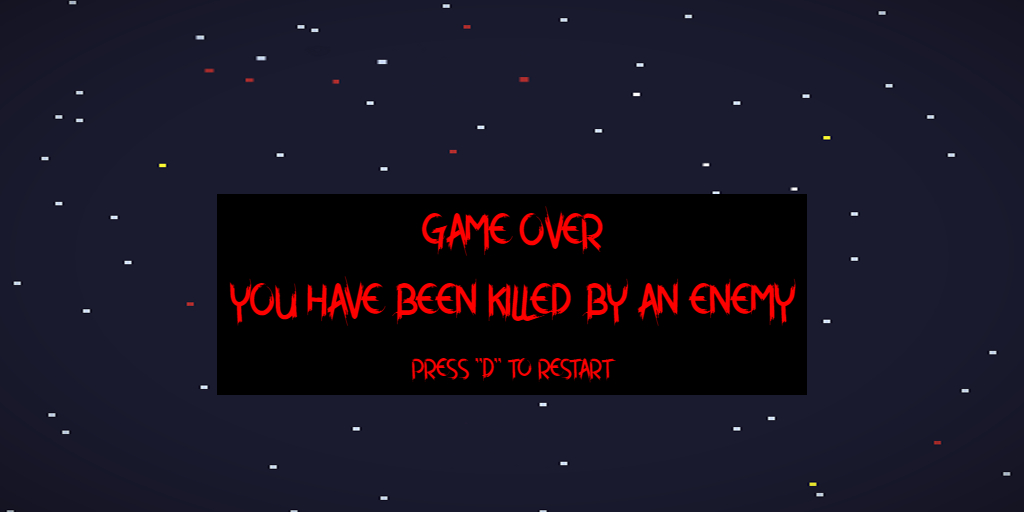 GAME OVER
YOU HAVE BEEN KILLED BY AN ENEMY
PRESS "D" TO RESTART